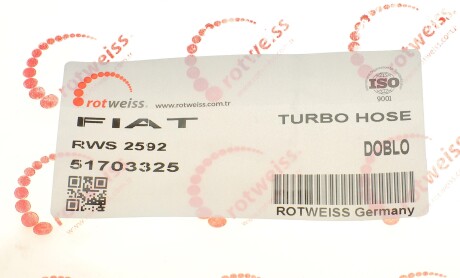 rotweiss
rotweiss
rotweiss
rotweiss® www.rotweiss.com.tr
ISO
9001
FIAT
TURBO HOSE
RWS 2592
DOBLO
51703325
ROTWEISS Germany
rotweiss
rotweiss